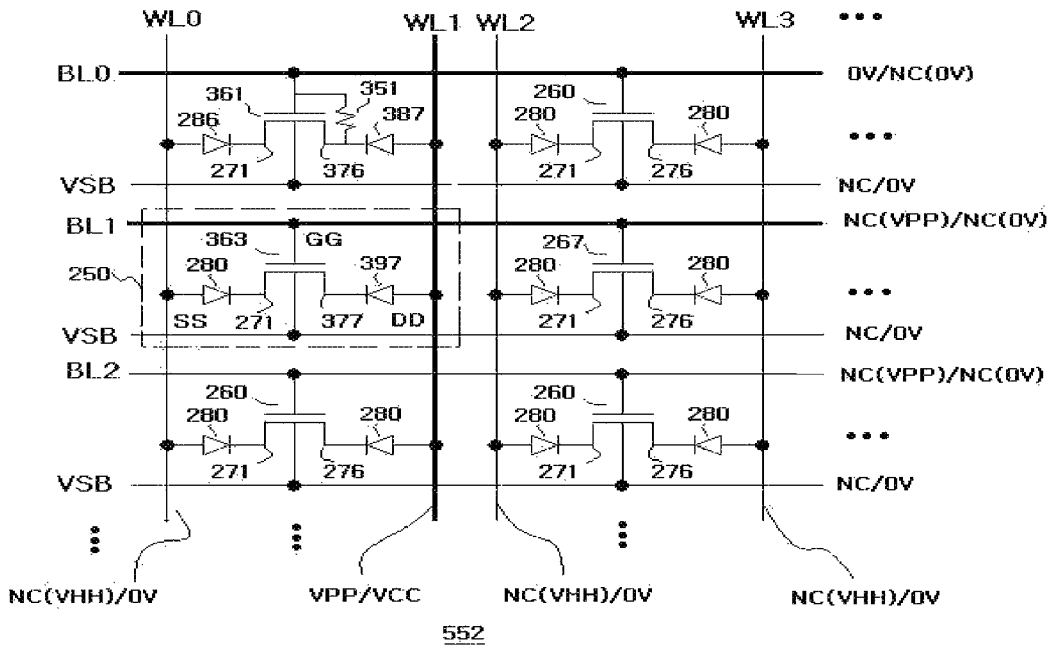 WL0 WL1 WL2 WL3 •••
BL0 0V/NC(0V)
361 351 260
286 387 280 280 •••
271 376 271 276
VSB NC/0V
BL1 NC(VPP)/NC(0V)
363 GG 267
250 280 397 280 280
SS 271 377 DD 271 276 •••
VSB NC/0V
BL2 NC(VPP)/NC(0V)
260 260
280 280 280 280 •••
271 276 271 276
VSB NC/0V
NC(VHH)/0V VPP/VCC NC(VHH)/0V NC(VHH)/0V
552